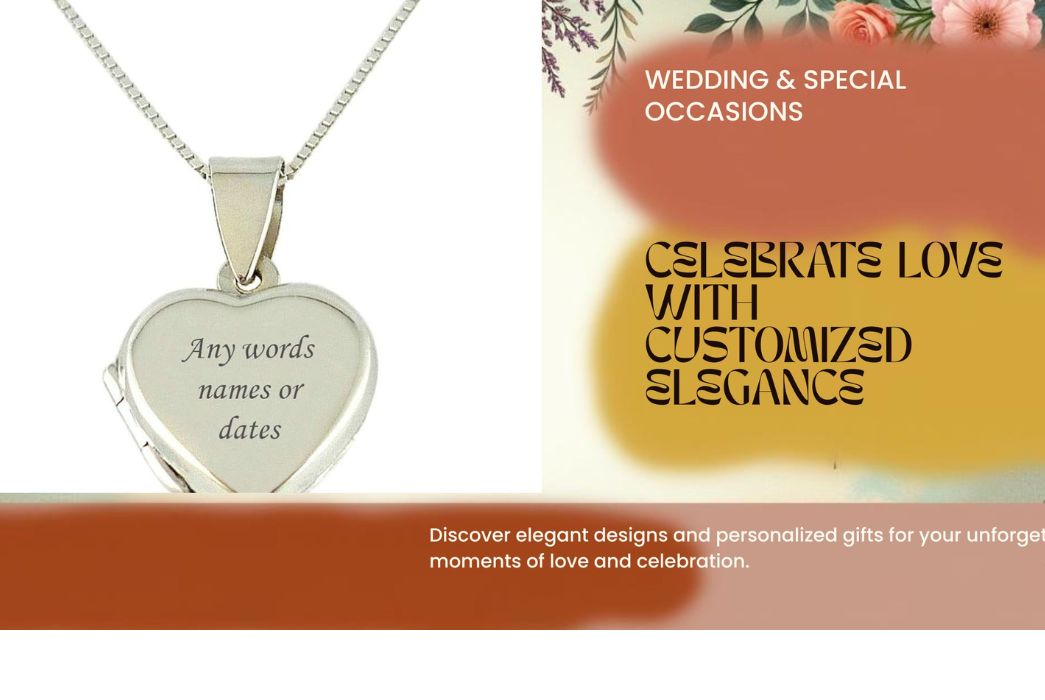 Any words
names or
dates
WEDDING & SPECIAL
OCCASIONS
CELEBRATE LOVE
WITH
CUSTOMIZED
ELEGANCE
Discover elegant designs and personalized gifts for your
moments of love and celebration.